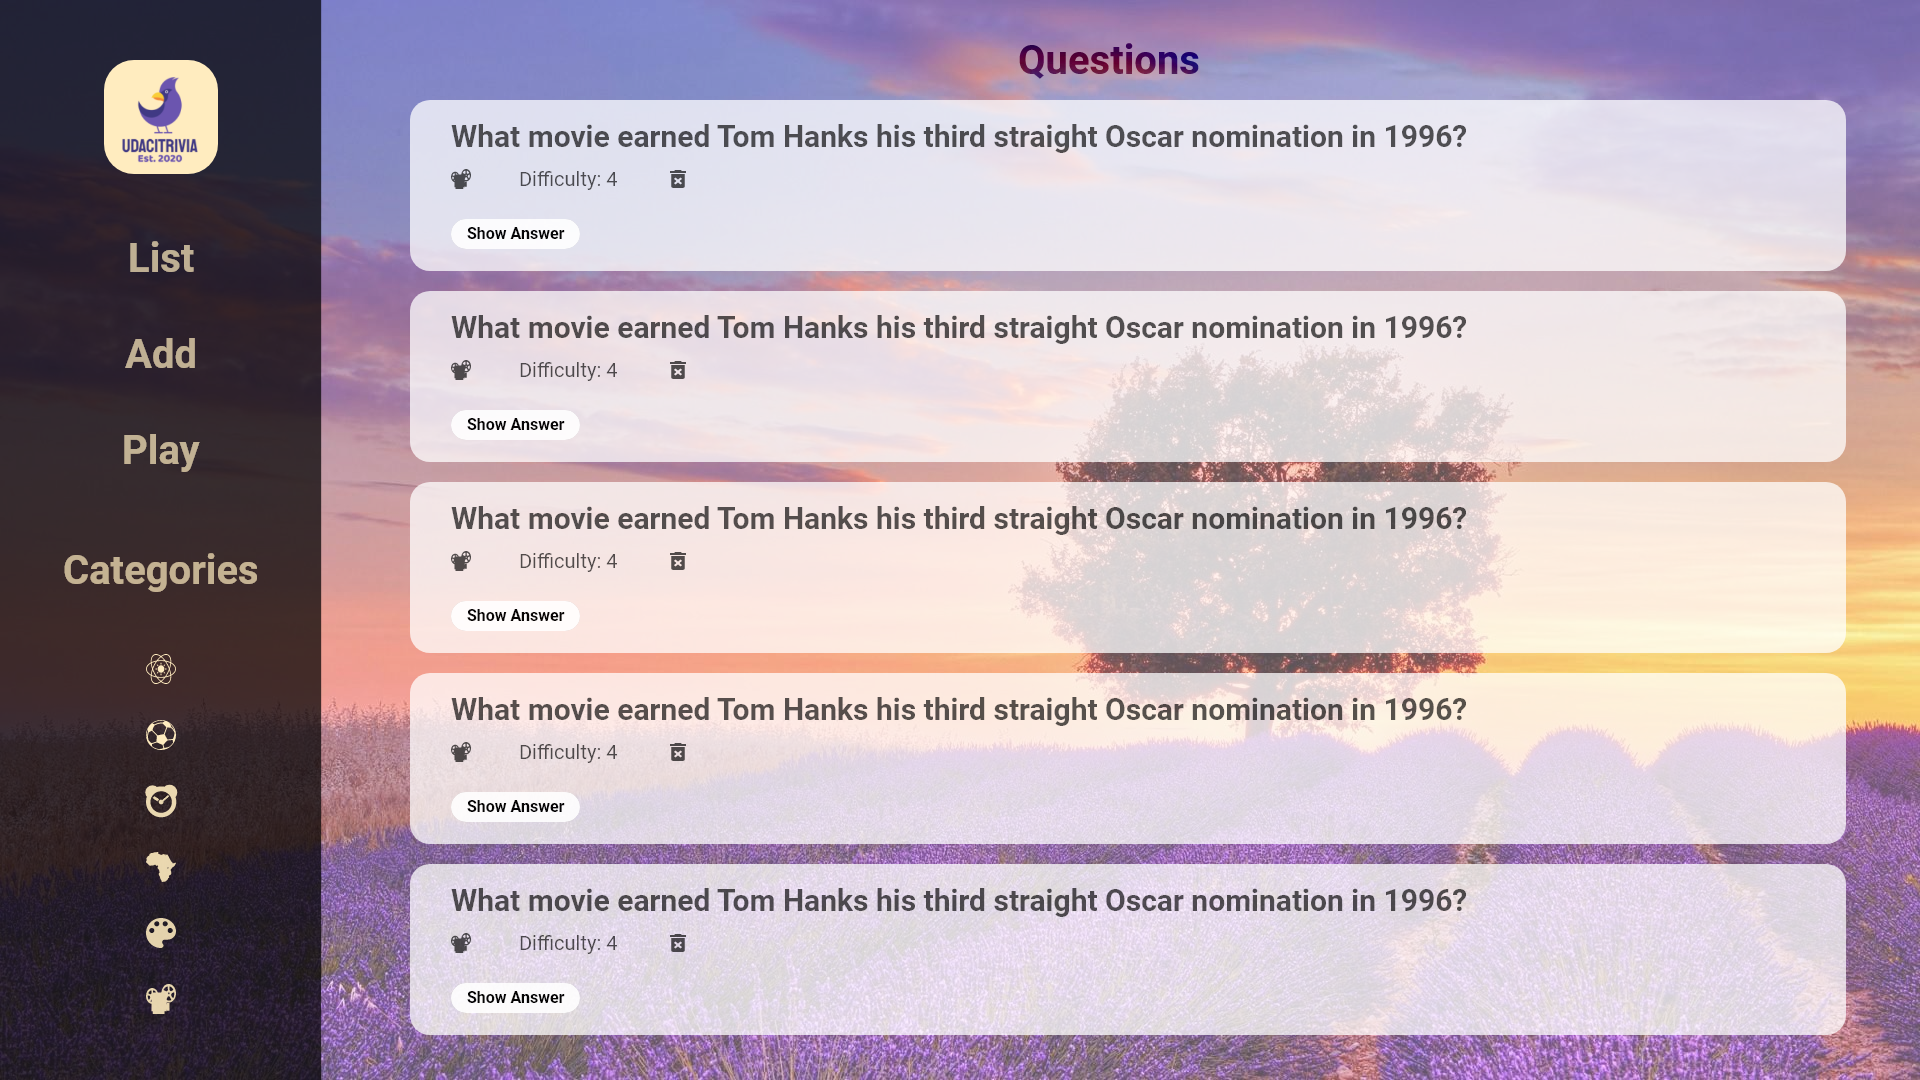 UDACITRIVIA
Est. 2020
List
Add
Play
Categories
Questions
What movie earned Tom Hanks his third straight Oscar nomination in 1996?
Difficulty: 4
Show Answer
What movie earned Tom Hanks his third straight Oscar nomination in 1996?
Difficulty: 4
Show Answer
What movie earned Tom Hanks his third straight Oscar nomination in 1996?
Difficulty: 4
Show Answer
What movie earned Tom Hanks his third straight Oscar nomination in 1996?
Difficulty: 4
Show Answer
What movie earned Tom Hanks his third straight Oscar nomination in 1996?
Difficulty: 4
Show Answer